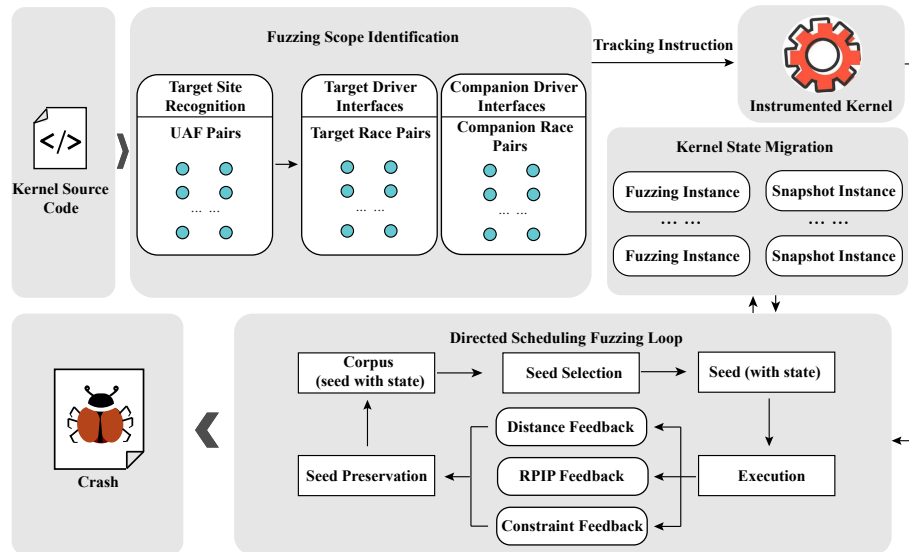 Fuzzing Scope Identification
Tracking Instruction
Instrumented Kernel
</>
Kernel Source
Code
Target Site
Recognition
UAF Pairs
... ...
Target Driver
Interfaces
Target Race Pairs
... ...
Companion Driver
Interfaces
Companion Race
Pairs
... ...
Kernel State Migration
Fuzzing Instance
Snapshot Instance
... ...
... ...
Fuzzing Instance
Snapshot Instance
Directed Scheduling Fuzzing Loop
Corpus
(seed with state)
Seed Selection
Seed (with state)
Distance Feedback
Seed Preservation
RPIP Feedback
Execution
Constraint Feedback
Crash